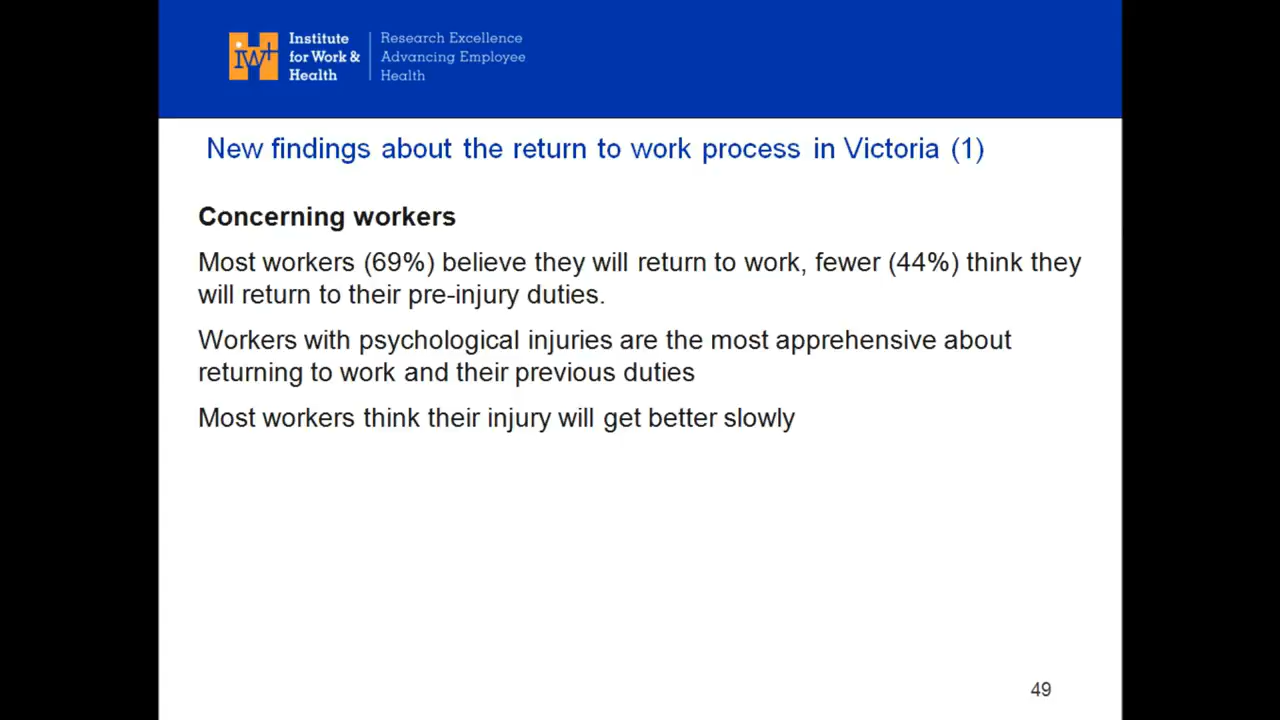 Institute
for Work &
Health
Research Excellence
Advancing Employee
Health
New findings about the return to work process in Victoria (1)
Concerning workers
Most workers (69%) believe they will return to work, fewer (44%) think they
will return to their pre-injury duties.
Workers with psychological injuries are the most apprehensive about
returning to work and their previous duties
Most workers think their injury will get better slowly
49